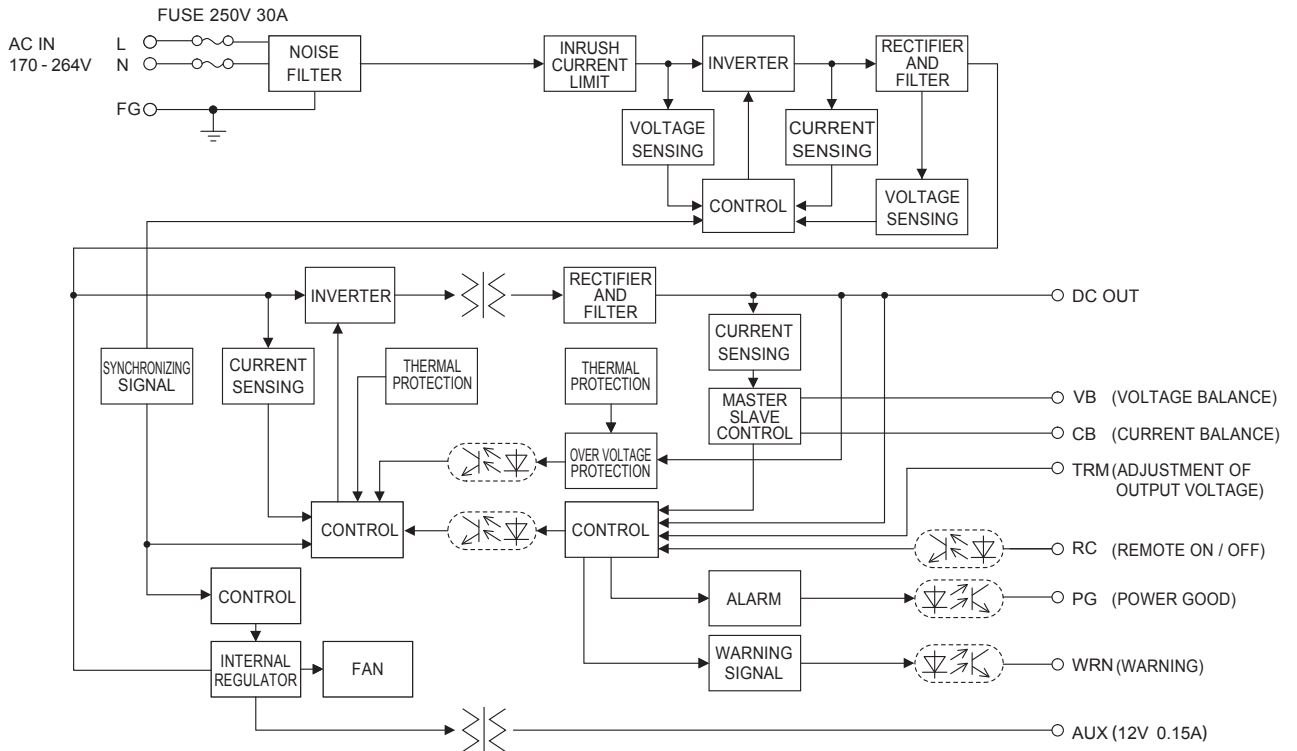 FUSE 250V 30A
AC IN
170 - 264V
L
N
FG
NOISE
FILTER
INRUSH
CURRENT
LIMIT
INVERTER
RECTIFIER
AND
FILTER
VOLTAGE
SENSING
CURRENT
SENSING
CONTROL
VOLTAGE
SENSING
INVERTER
RECTIFIER
AND
FILTER
DC OUT
SYNCHRONIZING
SIGNAL
CURRENT
SENSING
THERMAL
PROTECTION
THERMAL
PROTECTION
CURRENT
SENSING
MASTER
SLAVE
CONTROL
VB (VOLTAGE BALANCE)
CB (CURRENT BALANCE)
OVER VOLTAGE
PROTECTION
TRM (ADJUSTMENT OF
OUTPUT VOLTAGE)
CONTROL
CONTROL
RC (REMOTE ON / OFF)
CONTROL
ALARM
PG (POWER GOOD)
INTERNAL
REGULATOR
FAN
WARNING
SIGNAL
WRN (WARNING)
AUX (12V 0.15A)